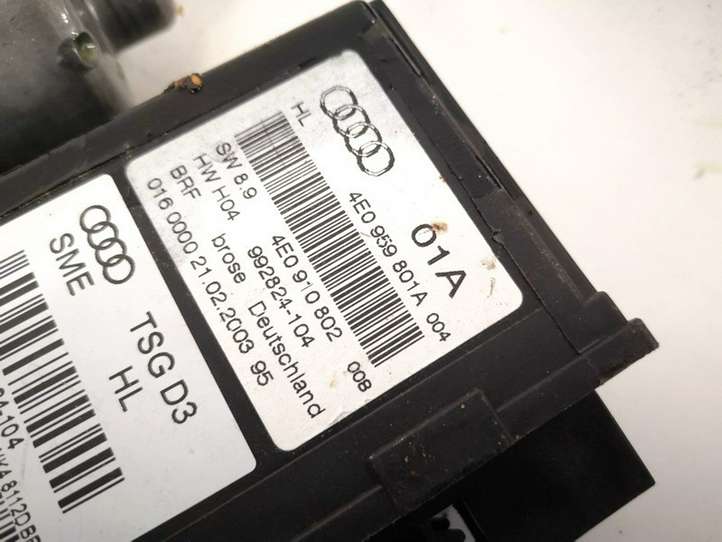 01A
HL
4E0 959 801A 004
SW 8.9
4E0 910 802 008
HW H04
992824-104
BRF
brose Deutschland
016 0000 21.02.2003 95
TSG D3
SME
HL